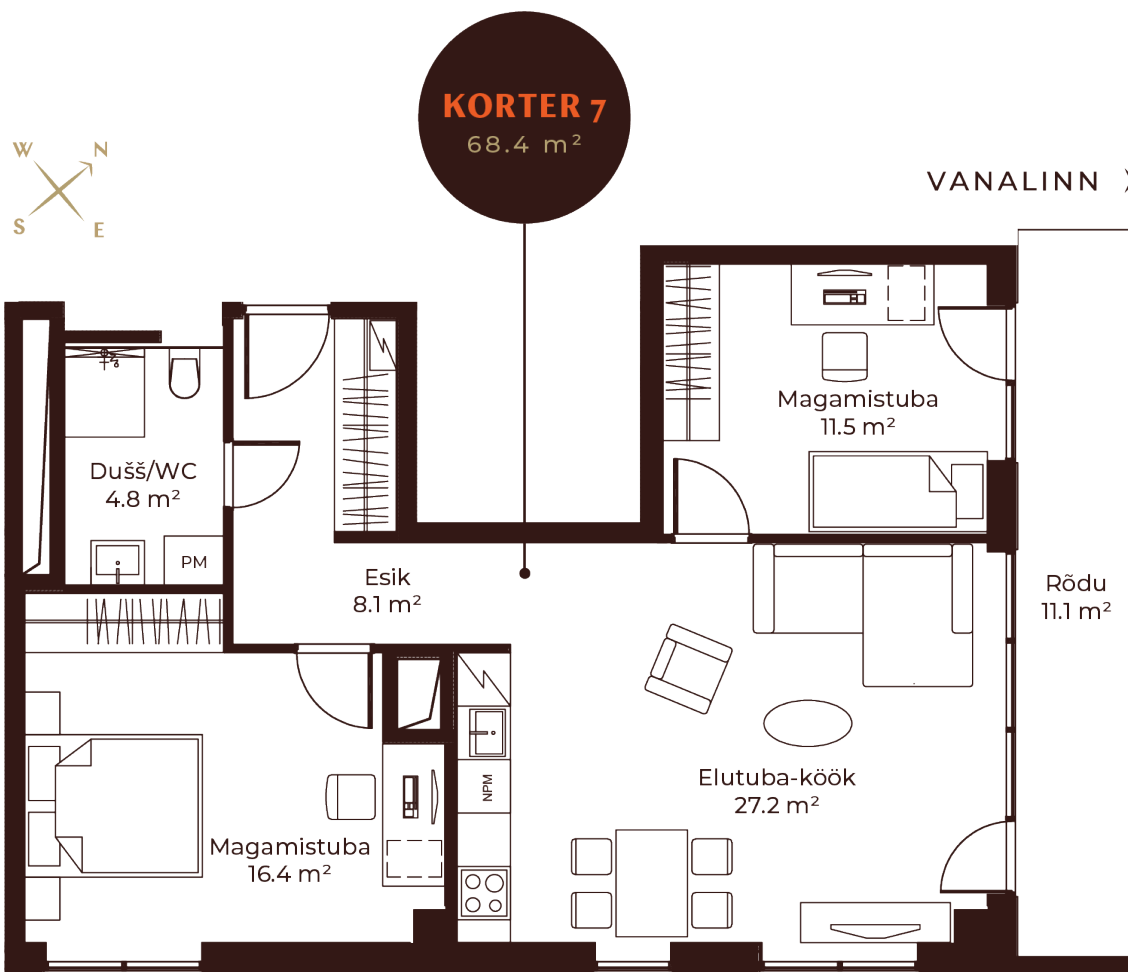 KORTER 7
68.4 m²
W
N
S
E
VANALINN
Magamistuba
11.5 m²
Dušš/WC
4.8 m²
PM
Esik
8.1 m²
Rõdu
11.1 m²
Elutuba-köök
27.2 m²
NPM
Magamistuba
16.4 m²